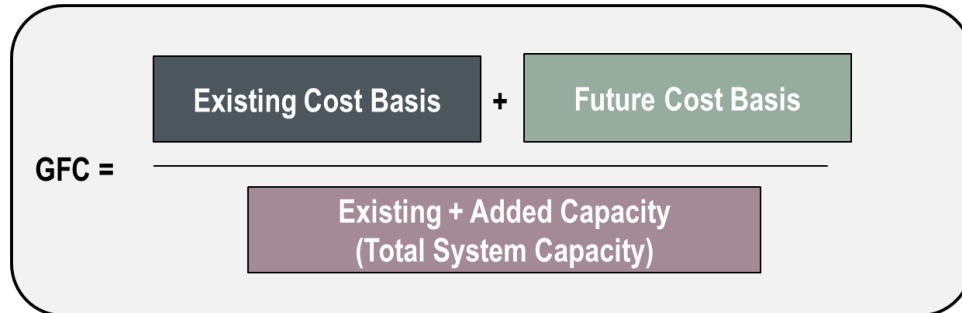 Existing Cost Basis + Future Cost Basis
GFC =
Existing + Added Capacity
(Total System Capacity)